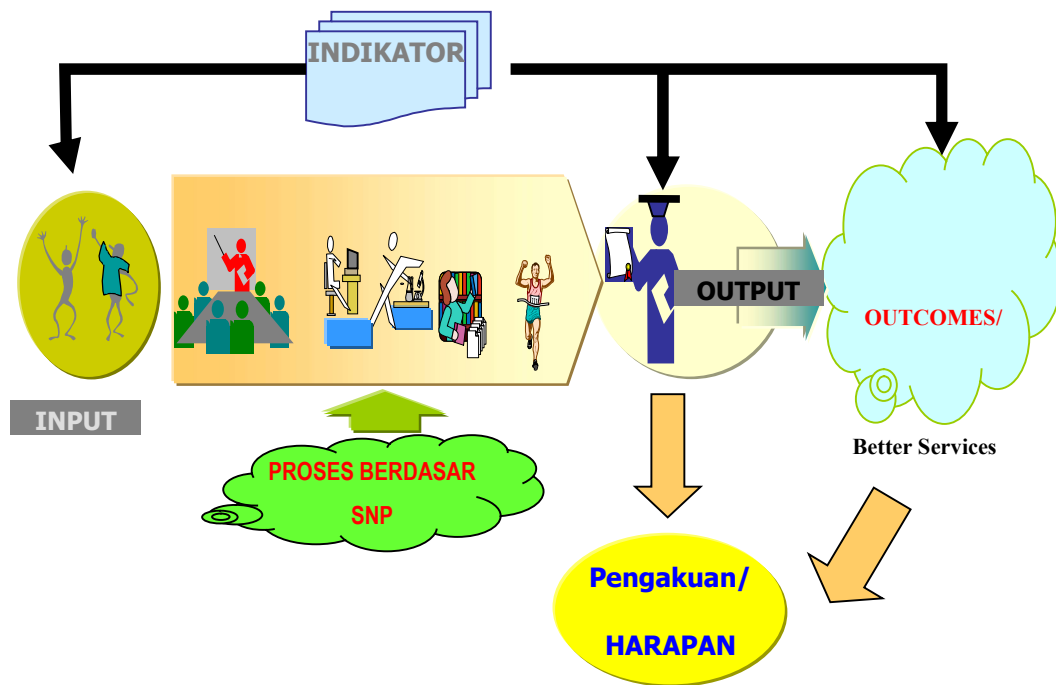 INDIKATOR
OUTPUT
OUTCOMES/
INPUT
Better Services
PROSES BERDASAR
SNP
Pengakuan/
HARAPAN